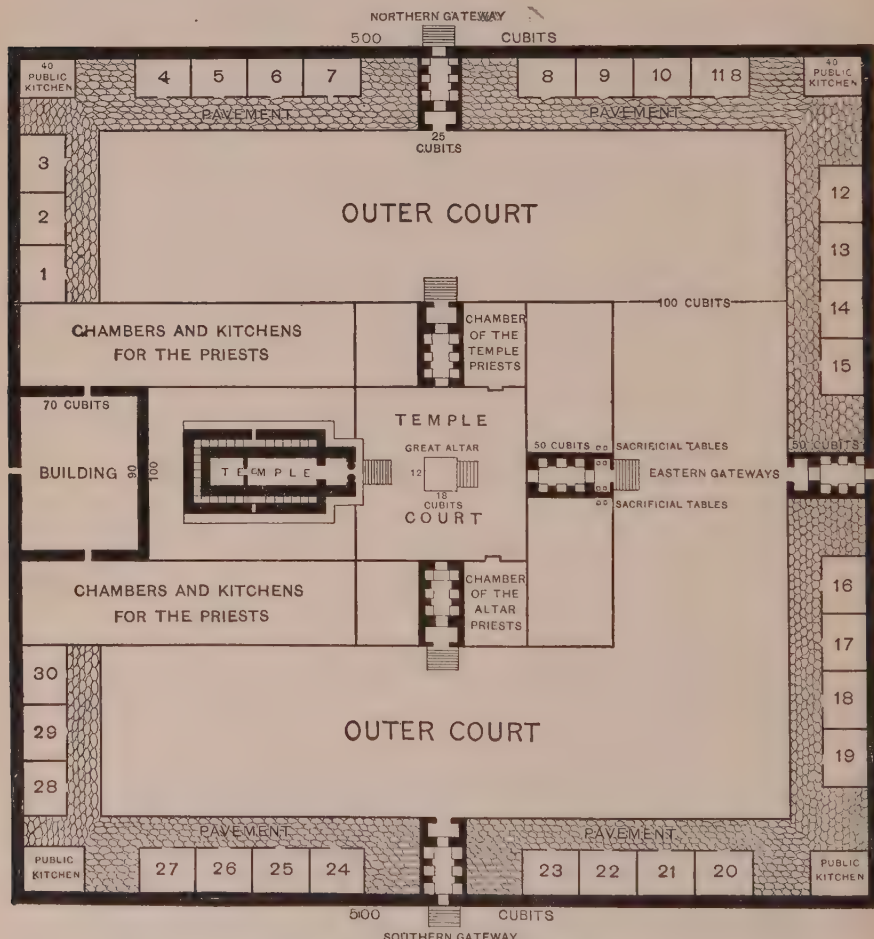 NORTHERN GATEWAY
500 CUBITS
40
PUBLIC
KITCHEN
4 5 6 7
8 9 10 118
40
PUBLIC
KITCHEN
PAVEMENT
PAVEMENT
25
CUBITS
3
2
1
OUTER COURT
12
13
14
15
100 CUBITS
CHAMBERS AND KITCHENS
FOR THE PRIESTS
CHAMBER
OF THE
TEMPLE
PRIESTS
70 CUBITS
BUILDING
90
100
TEMPLE
TEMPLE
GREAT ALTAR
12
18
CUBITS
COURT
50 CUBITS
SACRIFICIAL TABLES
EASTERN GATEWAYS
SACRIFICIAL TABLES
50 CUBITS
CHAMBERS AND KITCHENS
FOR THE PRIESTS
CHAMBER
OF THE
ALTAR
PRIESTS
16
17
18
19
30
29
28
OUTER COURT
PAVEMENT
PAVEMENT
PUBLIC
KITCHEN
27 26 25 24
23 22 21 20
PUBLIC
KITCHEN
5100 CUBITS
SOUTHERN GATEWAY